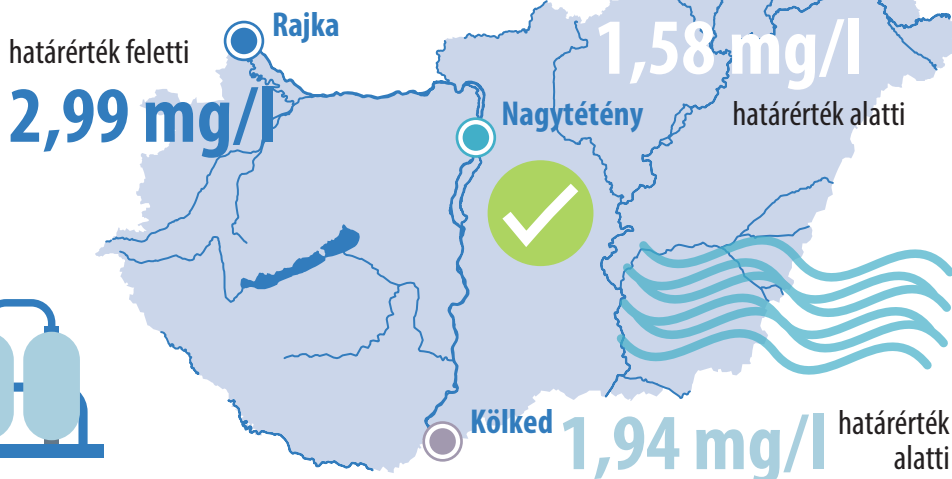 Rajka
határérték feletti
2,99 mg/l
1,58 mg/l
Nagytétény
határérték alatti
Kölked
1,94 mg/l
határérték
alatti